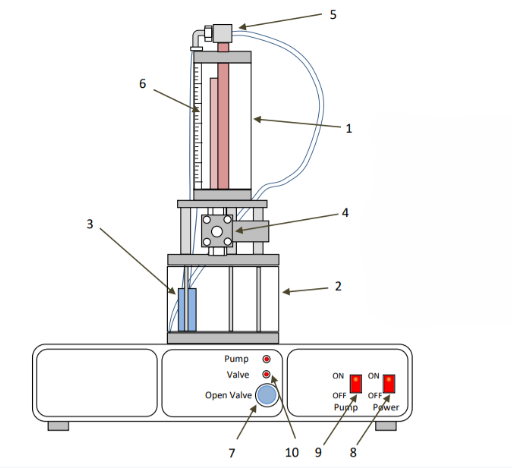 5
6
1
3
4
2
Pump
Valve
Open Valve
ON ON
OFF OFF
Pump Power
7 10 9 8